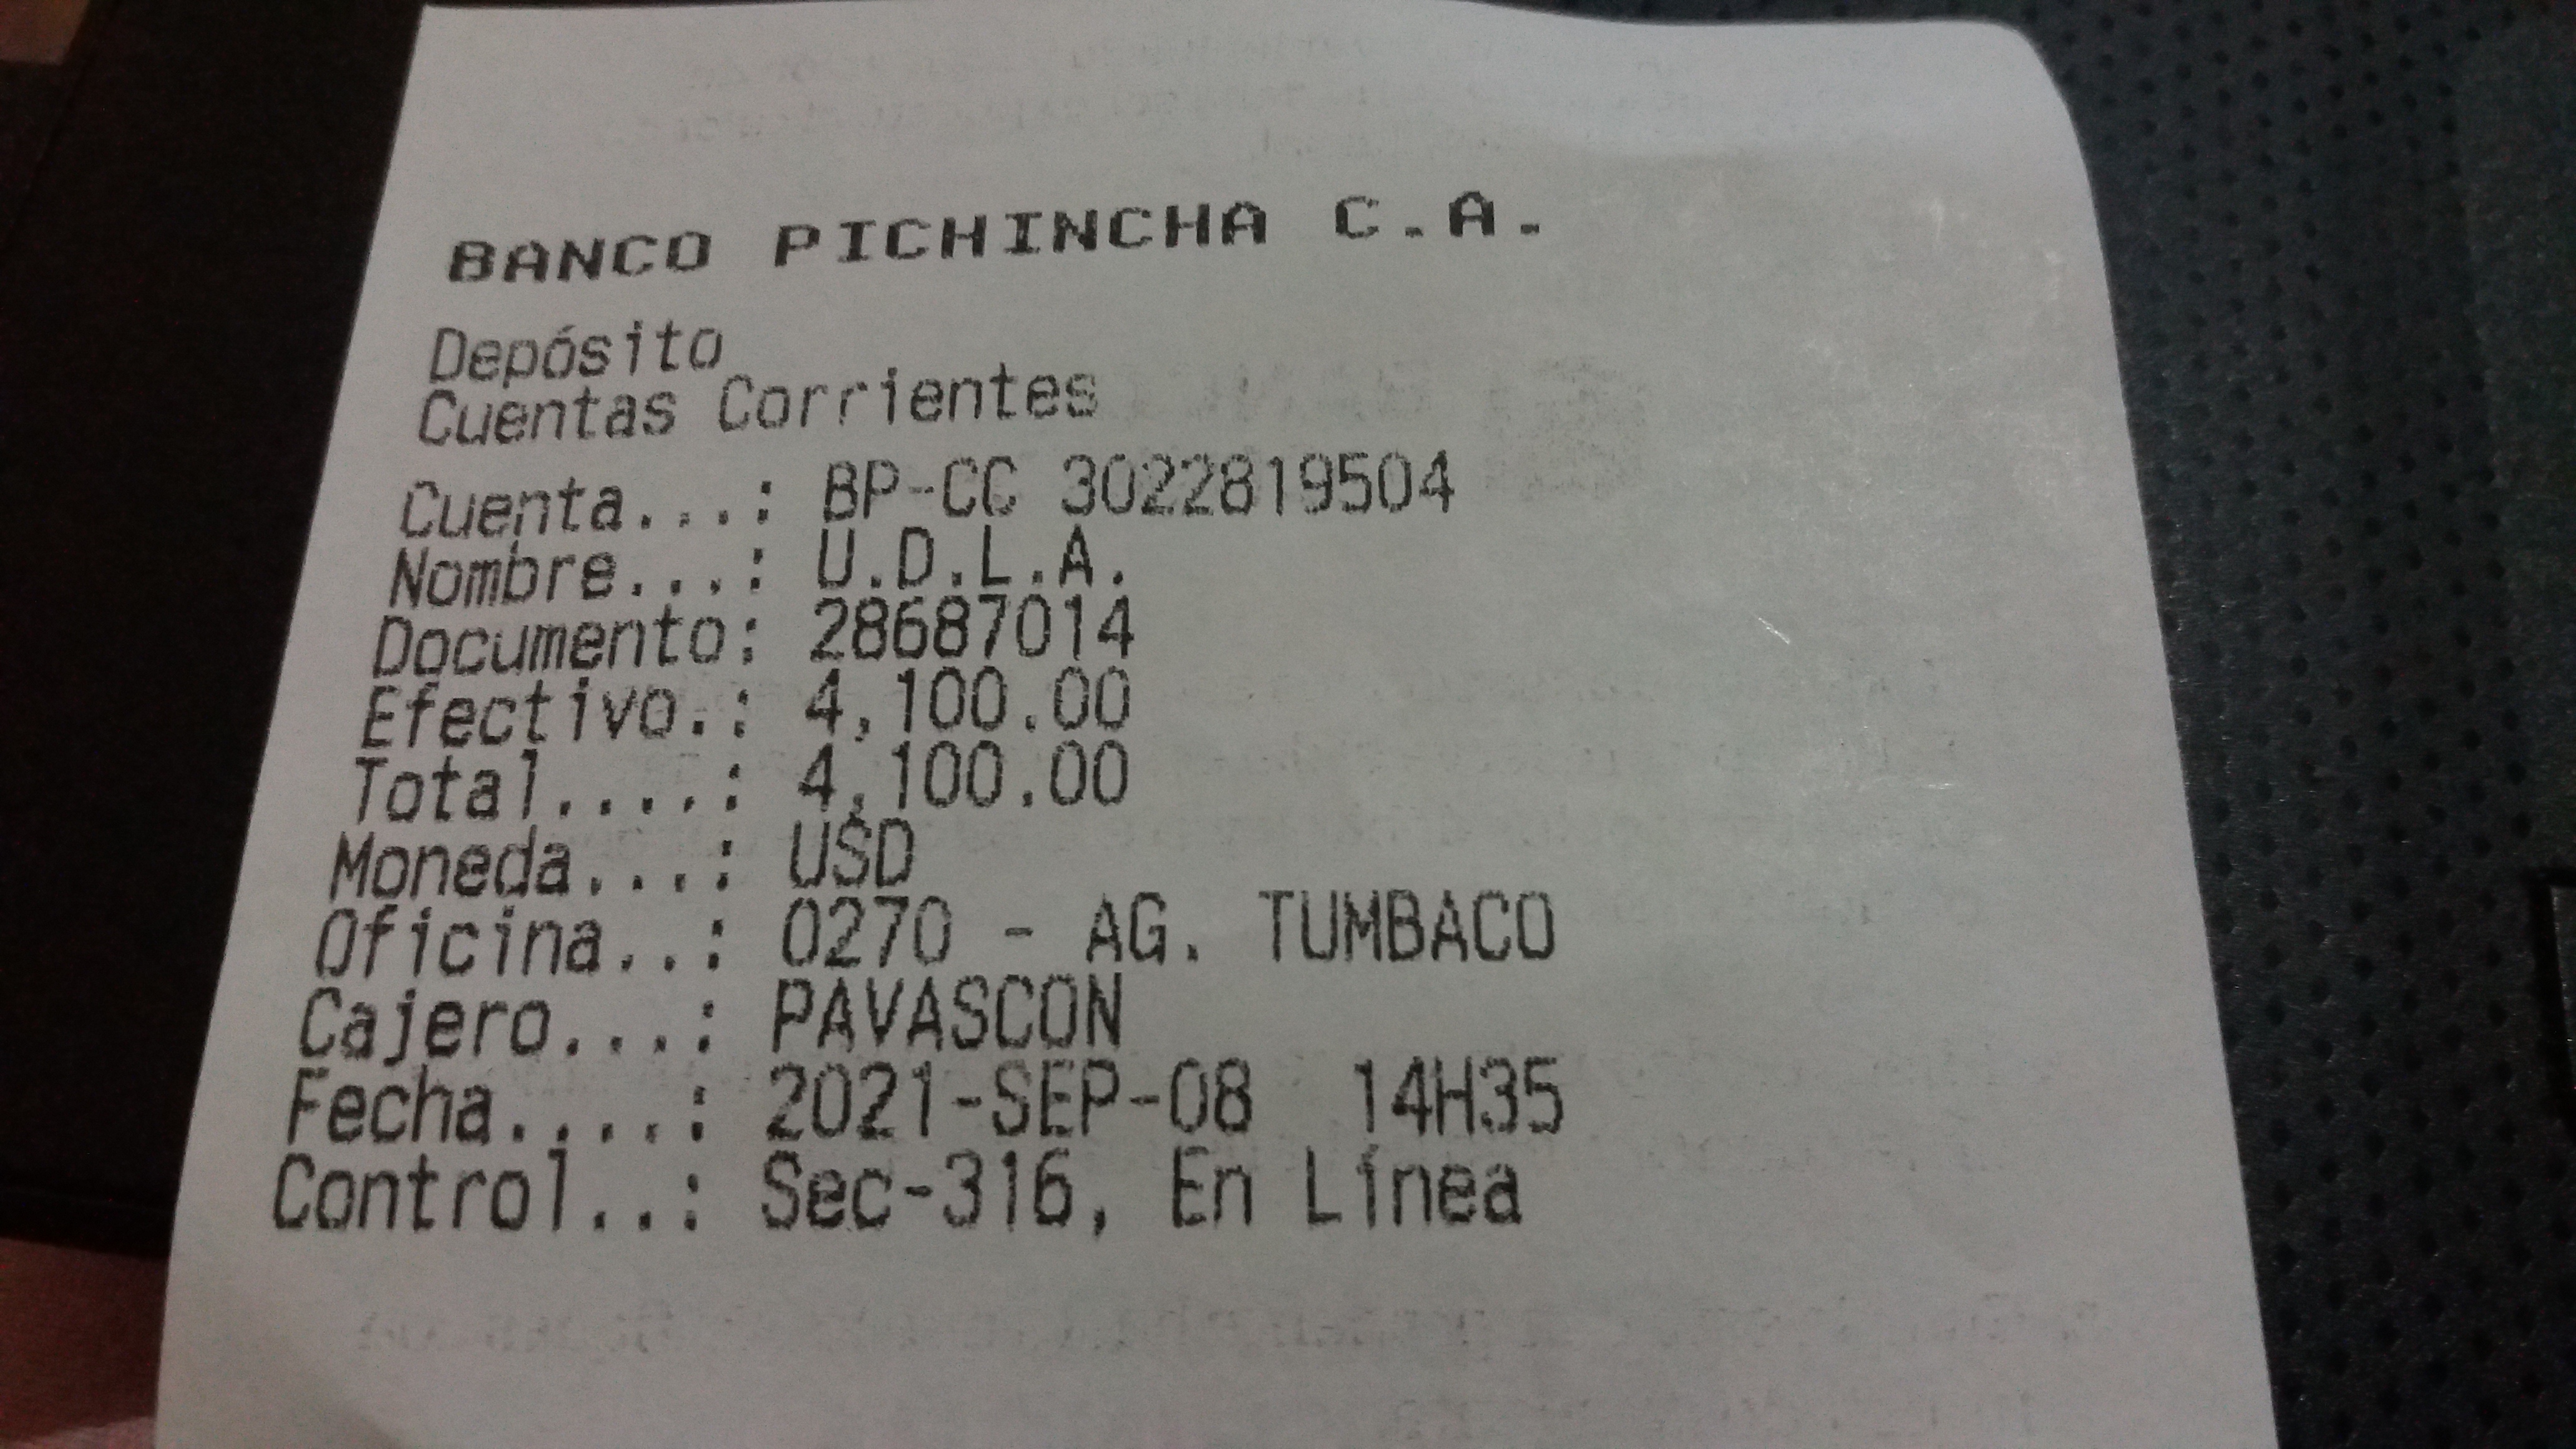 BANCO PICHINCHA C.A.
Depósito
Cuentas Corrientes
Cuenta...: BP-CC 3022819504
Nombre...: U.D.L.A.
Documento: 28687014
Efectivo.: 4,100.00
Total....: 4,100.00
Moneda...: USD
Oficina..: 0270 - AG. TUMBACO
Cajero...: PAVASCON
Fecha....: 2021-SEP-08 14H35
Control..: Sec-316, En Línea